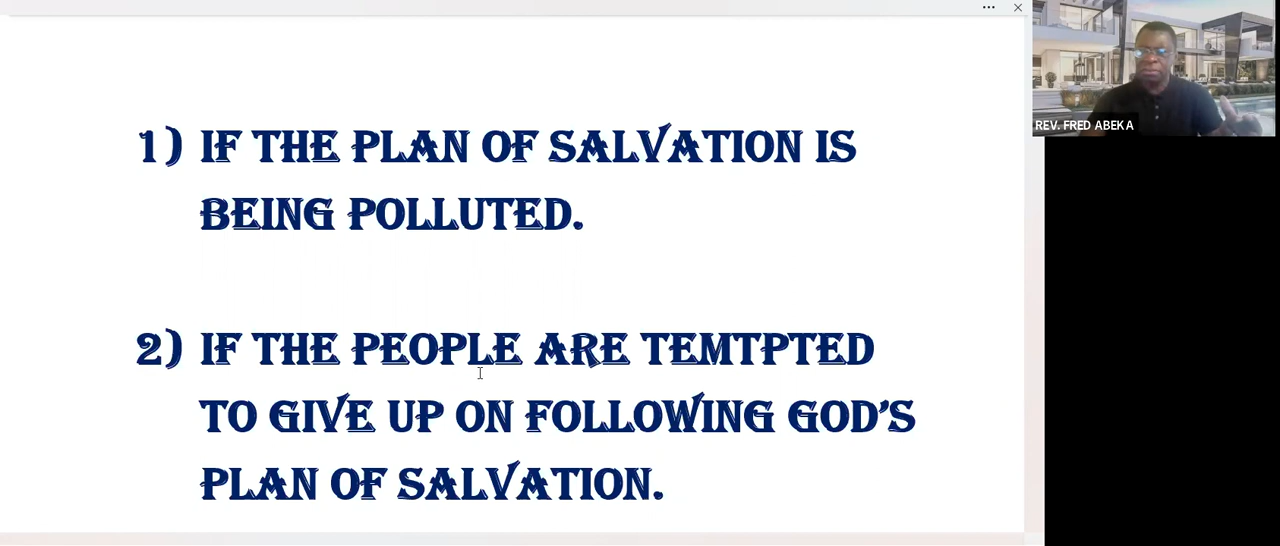 1) IF THE PLAN OF SALVATION IS
BEING POLLUTED.
2) IF THE PEOPLE ARE TEMTPTED
TO GIVE UP ON FOLLOWING GOD'S
PLAN OF SALVATION.
REV. FRED ABEKA